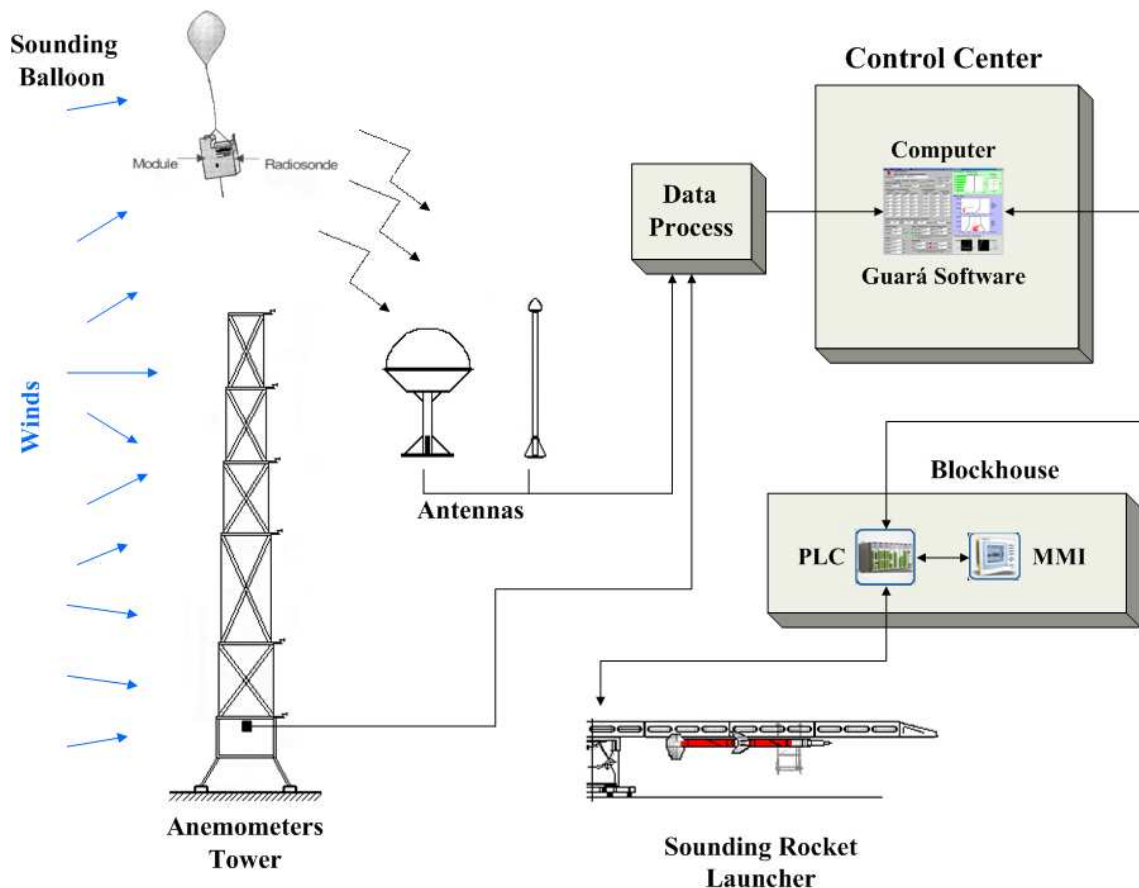 Sounding
Balloon
Module
Radiosonde
Control Center
Computer
Guará Software
Data
Process
Winds
Antennas
Blockhouse
PLC
MMI
Anemometers
Tower
Sounding Rocket
Launcher